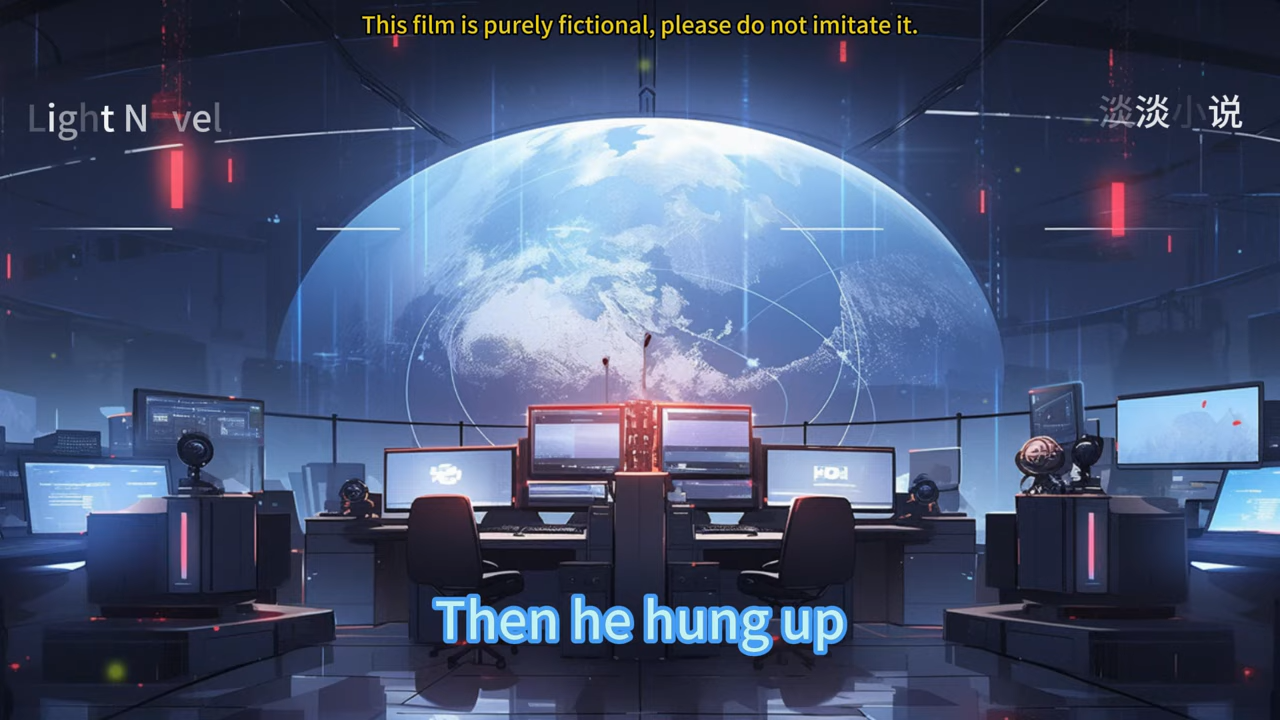 This film is purely fictional, please do not imitate it.
Light Novel
淡淡小说
Then he hung up